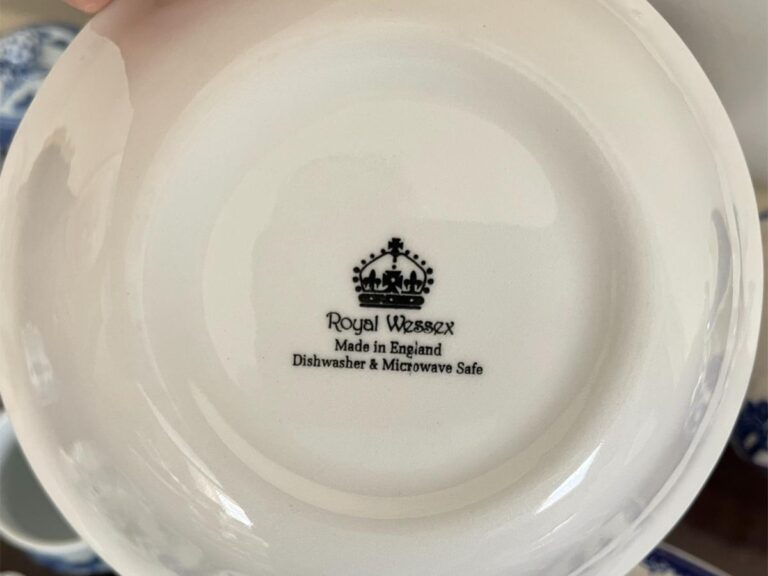 Royal Wessex
Made in England
Dishwasher & Microwave Safe